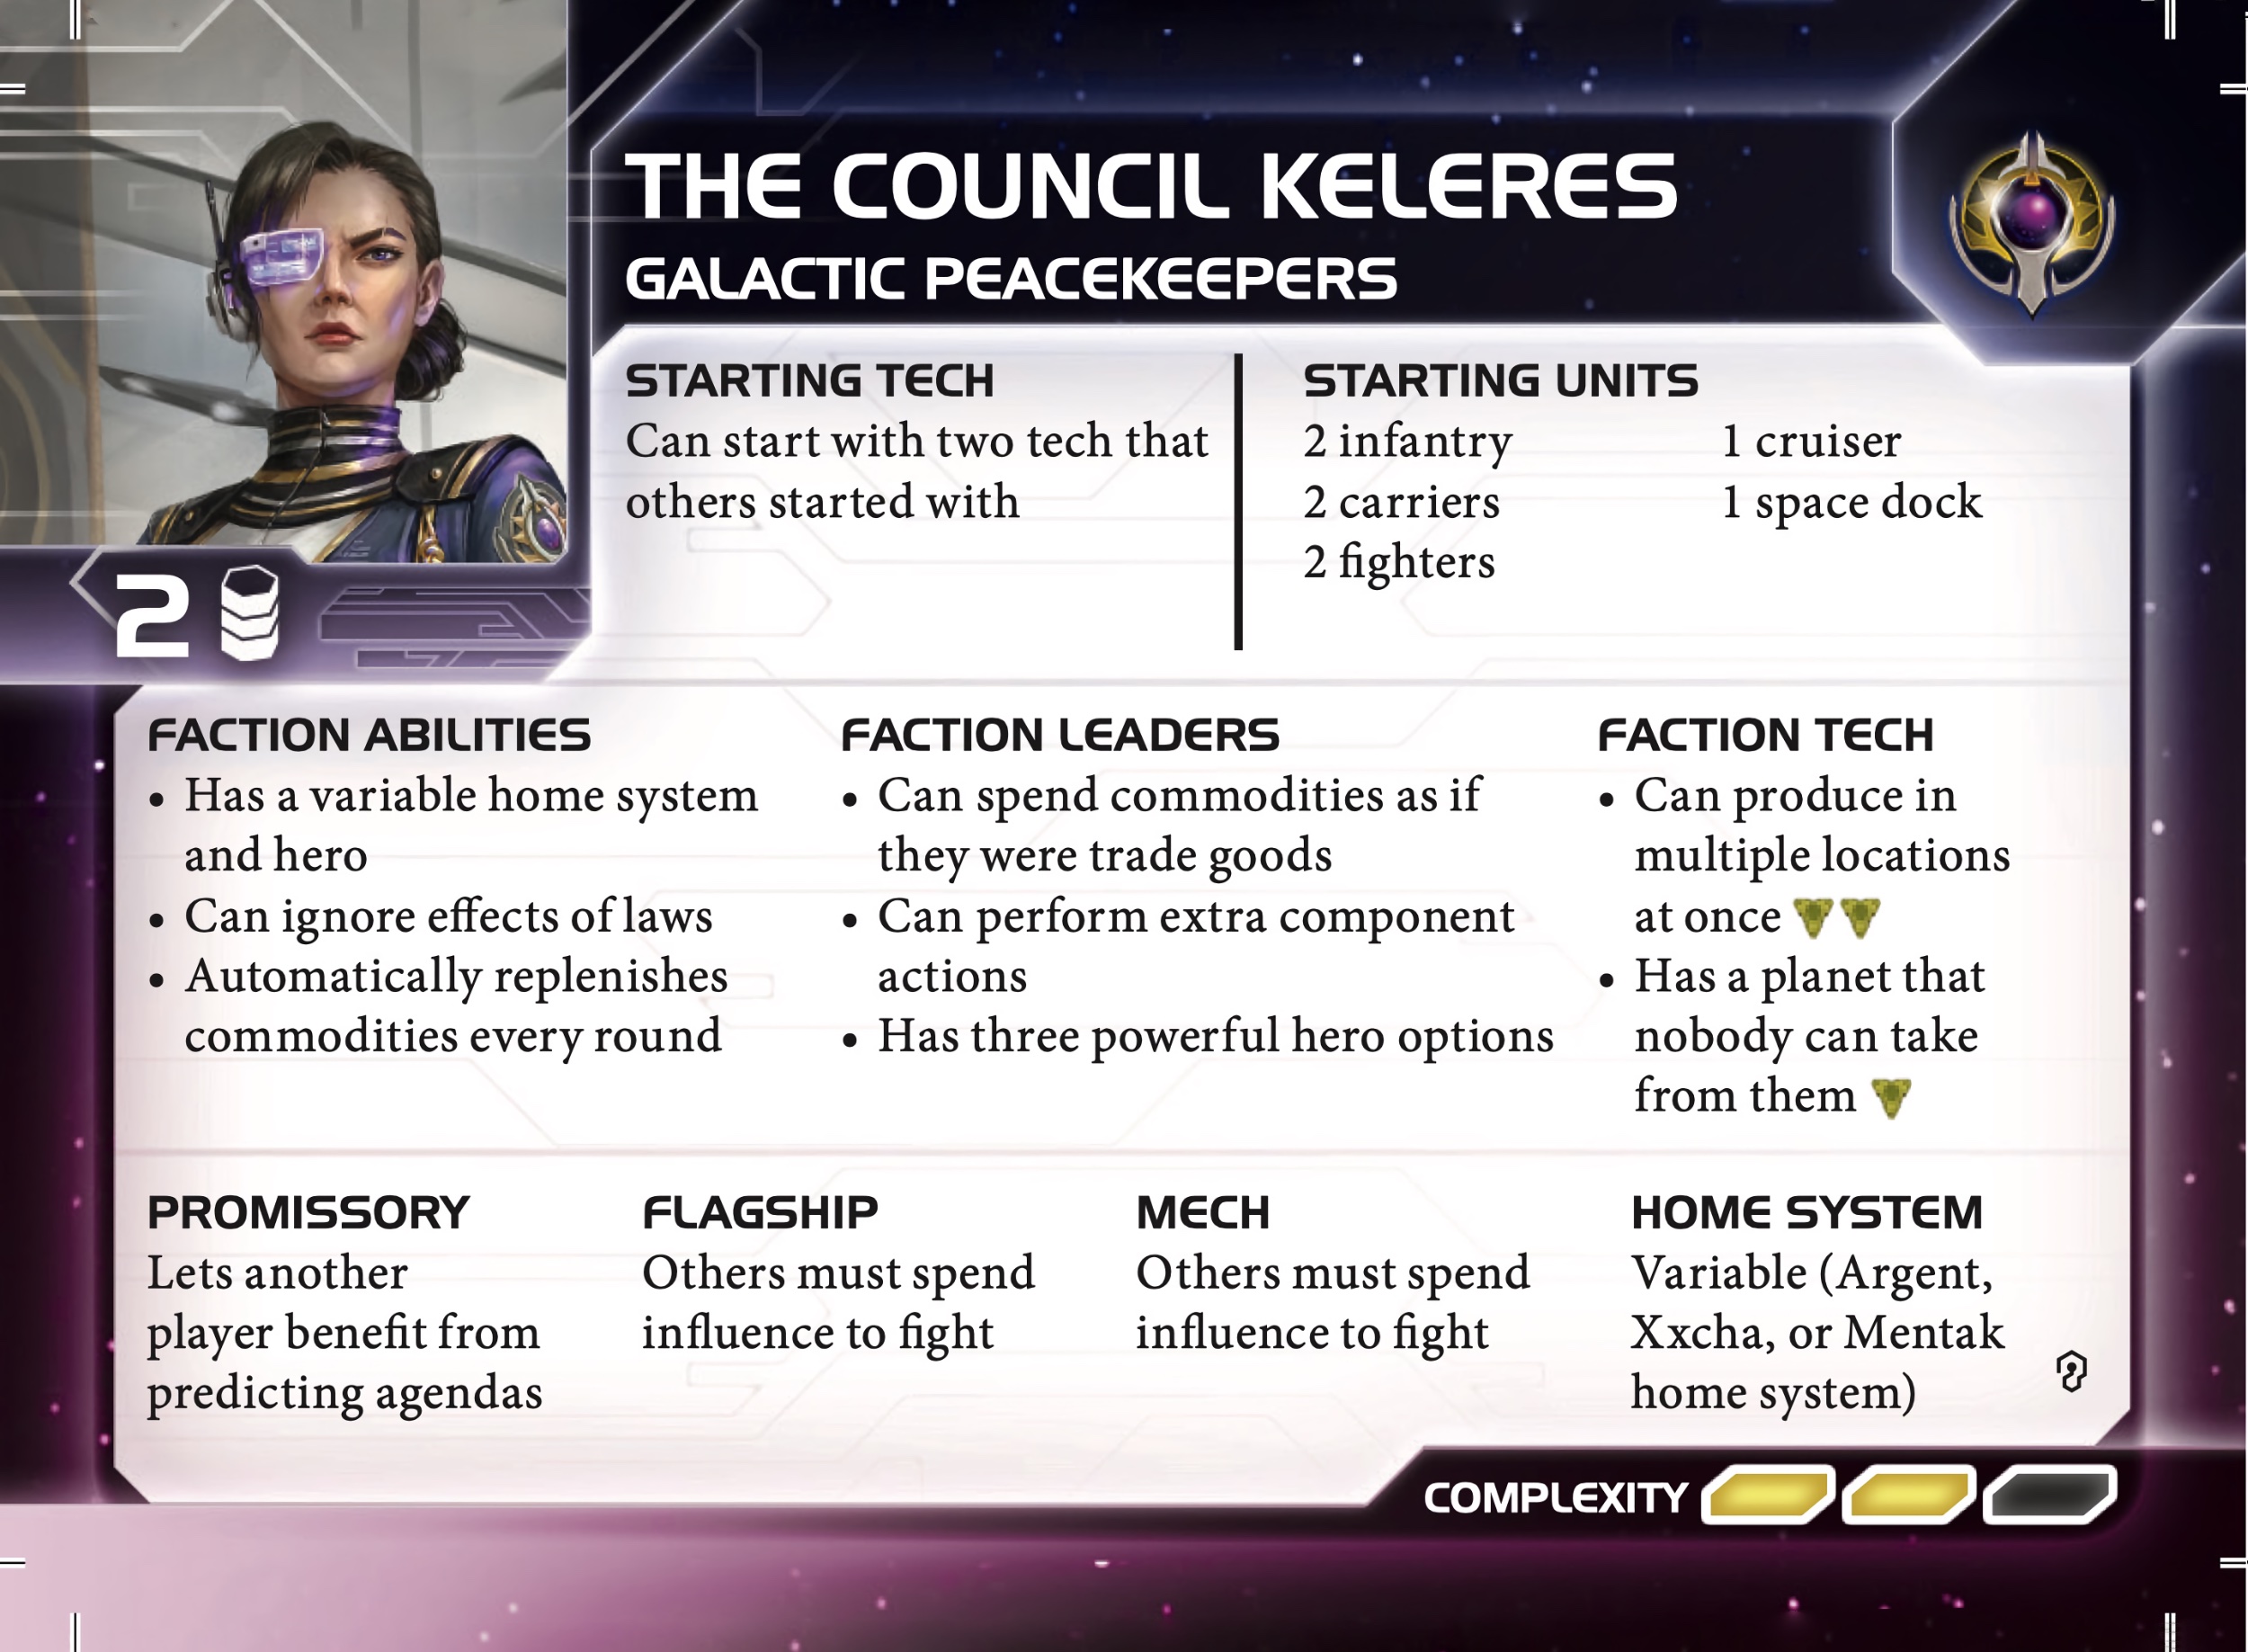 THE COUNCIL KELERES
GALACTIC PEACEKEEPERS
2
STARTING TECH
Can start with two tech that
others started with
STARTING UNITS
2 infantry
2 carriers
2 fighters
1 cruiser
1 space dock
FACTION ABILITIES
• Has a variable home system
and hero
• Can ignore effects of laws
• Automatically replenishes
commodities every round
FACTION LEADERS
• Can spend commodities as if
they were trade goods
• Can perform extra component
actions
• Has three powerful hero options
FACTION TECH
• Can produce in
multiple locations
at once
• Has a planet that
nobody can take
from them
PROMISSORY
Lets another
player benefit from
predicting agendas
FLAGSHIP
Others must spend
influence to fight
MECH
Others must spend
influence to fight
HOME SYSTEM
Variable (Argent,
Xxcha, or Mentak
home system)
COMPLEXITY